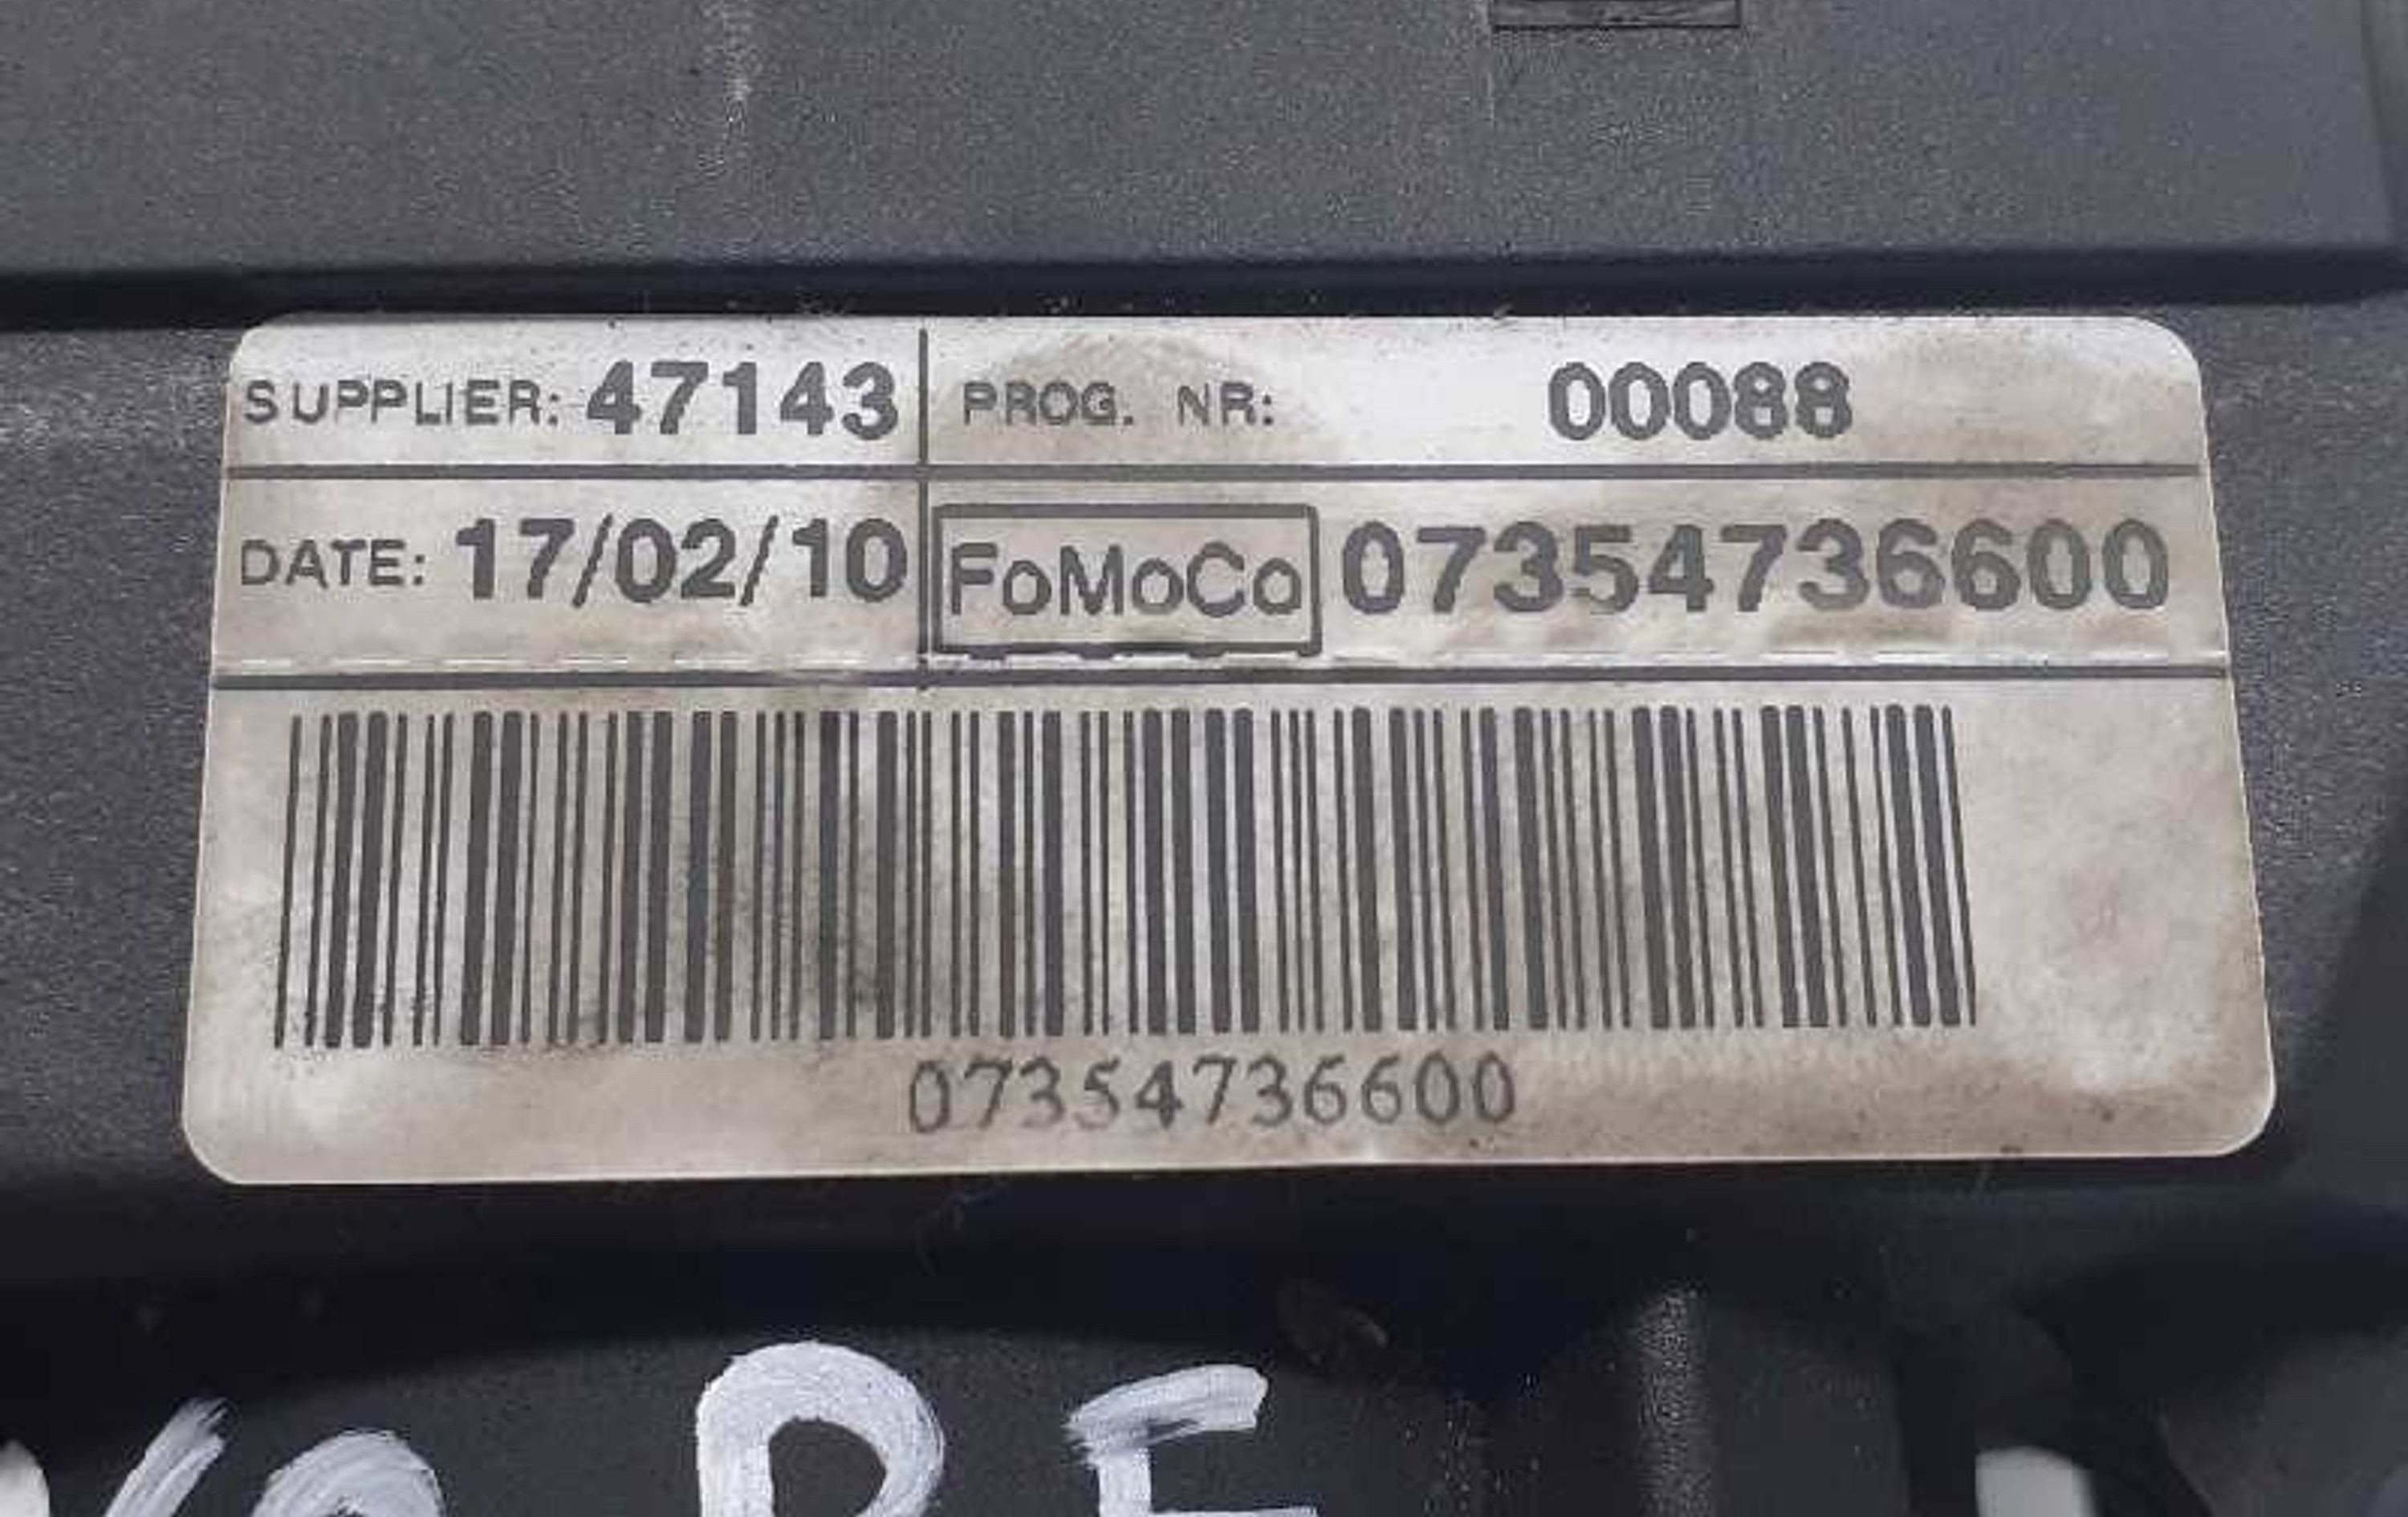 SUPPLIER: 47143 PROG. NR: 00088
DATE: 17/02/10 FoMoCo 07354736600
07354736600